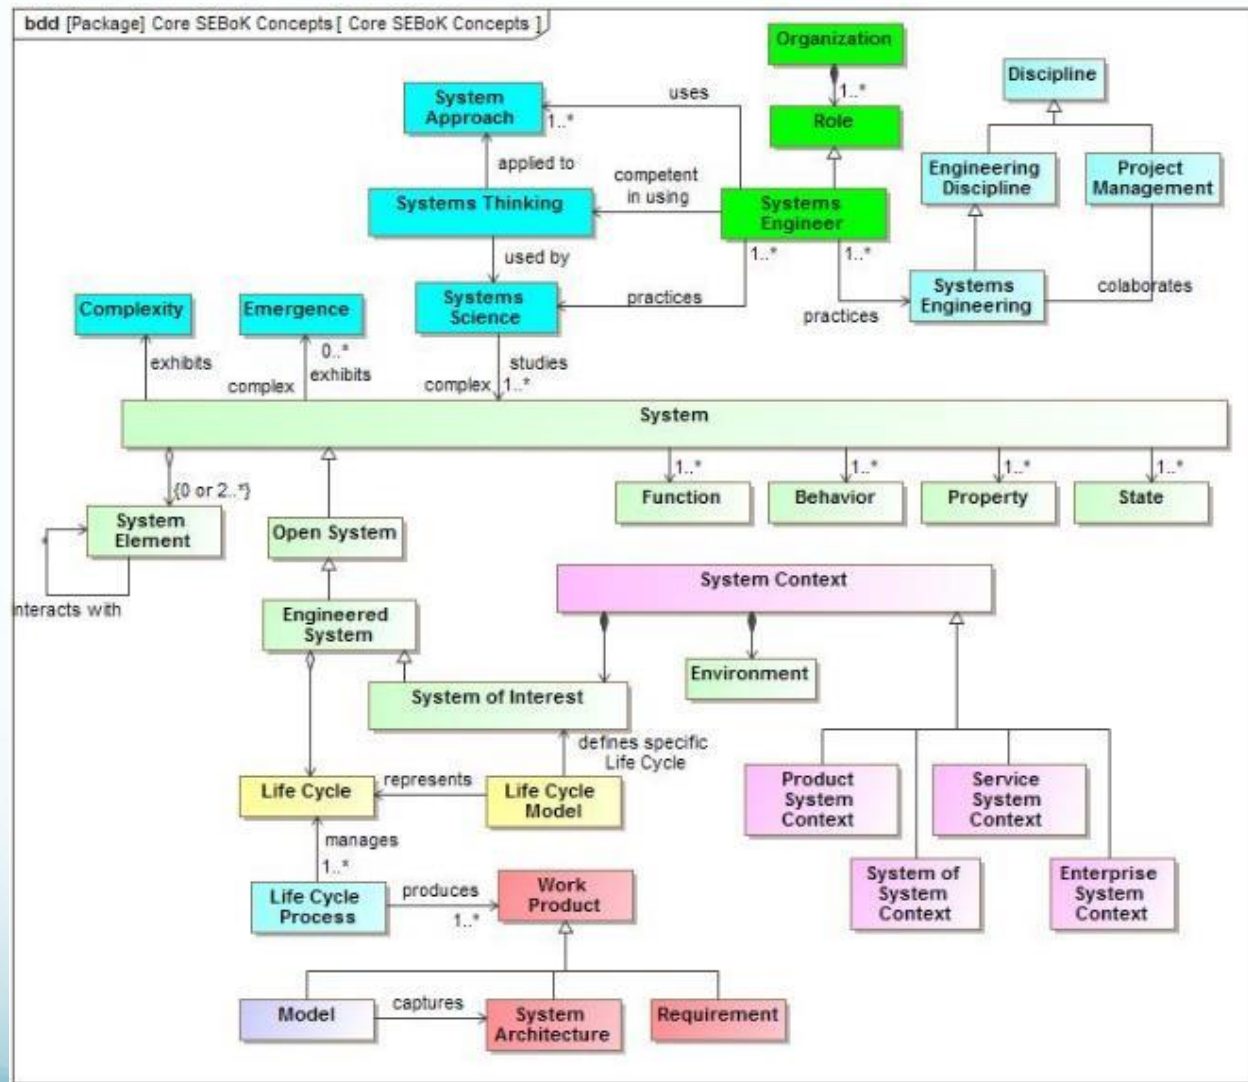 bdd [Package] Core SEBoK Concepts [ Core SEBoK Concepts ]
Organization
1..*
Role
Discipline
Engineering
Discipline
Project
Management
System
Approach
1..*
uses
applied to
competent
in using
Systems Thinking
Systems
Engineer
1..*
1..*
used by
practices
Systems
Science
practices
Systems
Engineering
colaborates
Complexity
Emergence
exhibits
0..*
exhibits
complex
studies
complex
1..*
System
{0 or 2..*}
1..*
1..*
1..*
1..*
Function
Behavior
Property
State
System
Element
*
interacts with
Open System
Engineered
System
System Context
System of Interest
Environment
defines specific
Life Cycle
Life Cycle
represents
Life Cycle
Model
Product
System
Context
Service
System
Context
System of
System
Context
Enterprise
System
Context
manages
1..*
Life Cycle
Process
produces
1..*
Work
Product
Model
captures
System
Architecture
Requirement